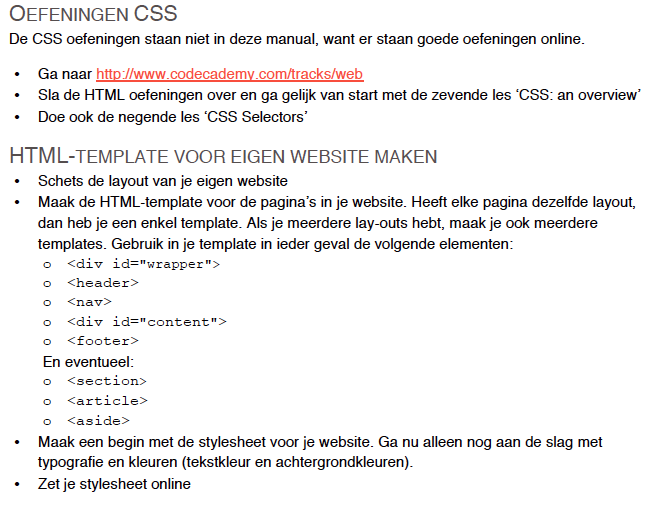 OEFENINGEN CSS
De CSS oefeningen staan niet in deze manual, want er staan goede oefeningen online.
• Ga naar http://www.codecademy.com/tracks/web
• Sla de HTML oefeningen over en ga gelijk van start met de zevende les ‘CSS: an overview’
• Doe ook de negende les ‘CSS Selectors’
HTML-TEMPLATE VOOR EIGEN WEBSITE MAKEN
• Schets de layout van je eigen website
• Maak de HTML-template voor de pagina’s in je website. Heeft elke pagina dezelfde layout,
dan heb je een enkel template. Als je meerdere lay-outs hebt, maak je ook meerdere
templates. Gebruik in je template in ieder geval de volgende elementen:
o <div id="wrapper">
o <header>
o <nav>
o <div id="content">
o <footer>
En eventueel:
o <section>
o <article>
o <aside>
• Maak een begin met de stylesheet voor je website. Ga nu alleen nog aan de slag met
typografie en kleuren (tekstkleur en achtergrondkleuren).
• Zet je stylesheet online